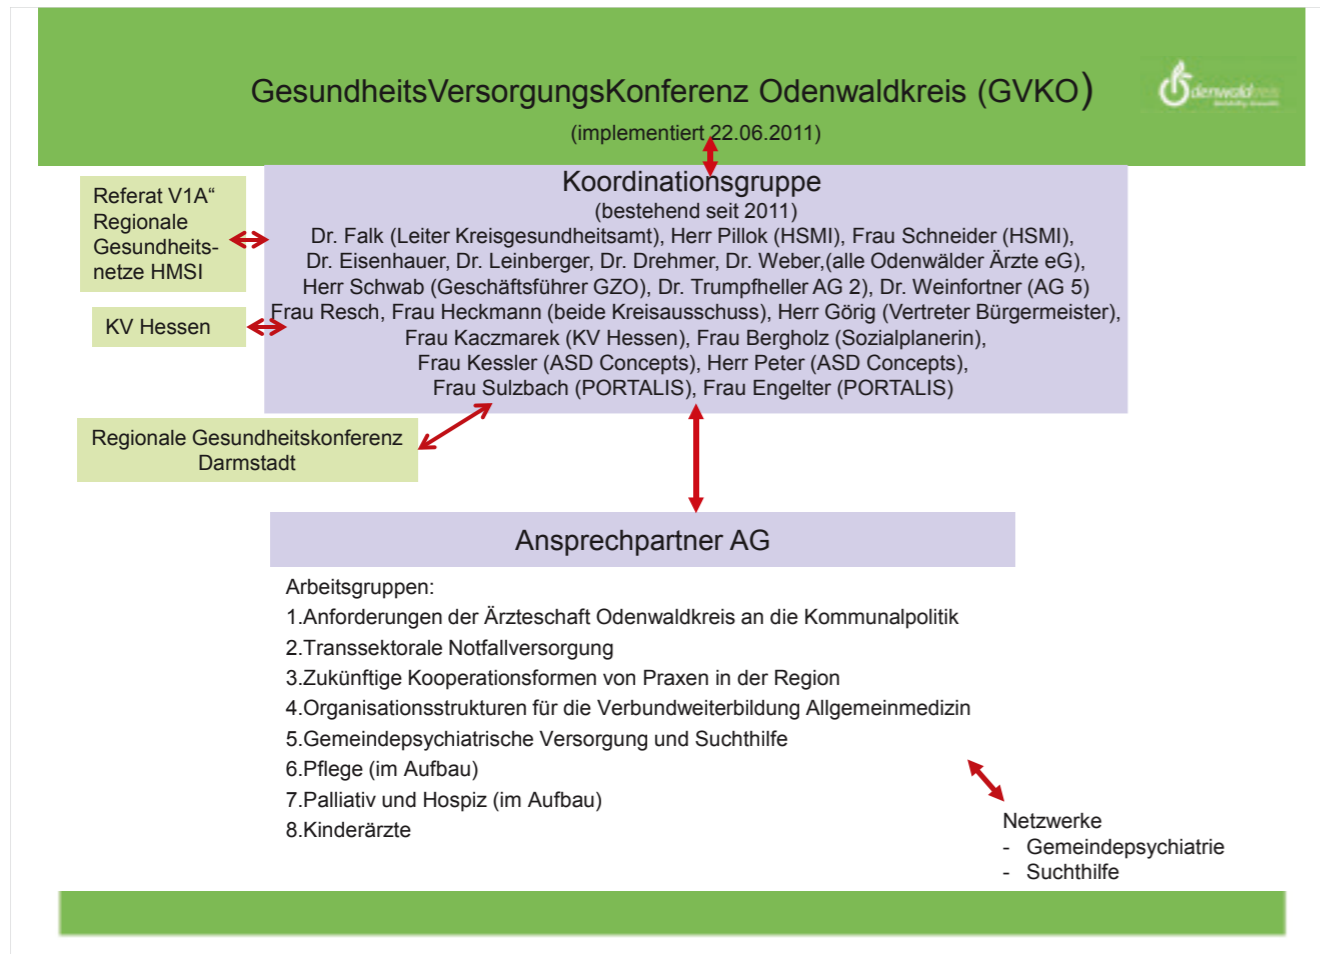 GesundheitsVersorgungsKonferenz Odenwaldkreis (GVKO)
(implementiert 22.06.2011)
odenwaldkreis
Koordinationsgruppe
(bestehend seit 2011)
Dr. Falk (Leiter Kreisgesundheitsamt), Herr Pillok (HSMI), Frau Schneider (HSMI),
Dr. Eisenhauer, Dr. Leinberger, Dr. Drehmer, Dr. Weber,(alle Odenwälder Ärzte eG),
Herr Schwab (Geschäftsführer GZO), Dr. Trumpfheller AG 2), Dr. Weinfortner (AG 5)
Frau Resch, Frau Heckmann (beide Kreisausschuss), Herr Görig (Vertreter Bürgermeister),
Frau Kaczmarek (KV Hessen), Frau Bergholz (Sozialplanerin),
Frau Kessler (ASD Concepts), Herr Peter (ASD Concepts),
Frau Sulzbach (PORTALIS), Frau Engelter (PORTALIS)
Referat V1A“
Regionale
Gesundheits-
netze HMSI
KV Hessen
Regionale Gesundheitskonferenz
Darmstadt
Ansprechpartner AG
Arbeitsgruppen:
1.Anforderungen der Ärzteschaft Odenwaldkreis an die Kommunalpolitik
2.Transsektorale Notfallversorgung
3.Zukünftige Kooperationsformen von Praxen in der Region
4.Organisationsstrukturen für die Verbundweiterbildung Allgemeinmedizin
5.Gemeindepsychiatrische Versorgung und Suchthilfe
6.Pflege (im Aufbau)
7.Palliativ und Hospiz (im Aufbau)
8.Kinderärzte
Netzwerke
- Gemeindepsychiatrie
- Suchthilfe